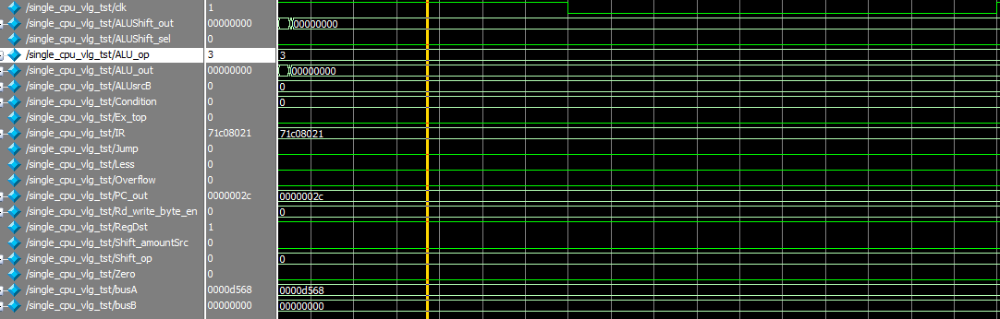 /single_cpu_vlg_tst/clk 1
/single_cpu_vlg_tst/ALUShift_out 00000000 00000000
/single_cpu_vlg_tst/ALUShift_sel 0
/single_cpu_vlg_tst/ALU_op 3 3
/single_cpu_vlg_tst/ALU_out 00000000 00000000
/single_cpu_vlg_tst/ALUsrcB 0 0
/single_cpu_vlg_tst/Condition 0 0
/single_cpu_vlg_tst/Ex_top 0
/single_cpu_vlg_tst/IR 71c08021 71c08021
/single_cpu_vlg_tst/Jump 0
/single_cpu_vlg_tst/Less 0
/single_cpu_vlg_tst/Overflow 0
/single_cpu_vlg_tst/PC_out 0000002c 0000002c
/single_cpu_vlg_tst/Rd_write_byte_en 0 0
/single_cpu_vlg_tst/RegDst 1
/single_cpu_vlg_tst/Shift_amountSrc 0
/single_cpu_vlg_tst/Shift_op 0 0
/single_cpu_vlg_tst/Zero 0
/single_cpu_vlg_tst/busA 0000d568 0000d568
/single_cpu_vlg_tst/busB 00000000 00000000